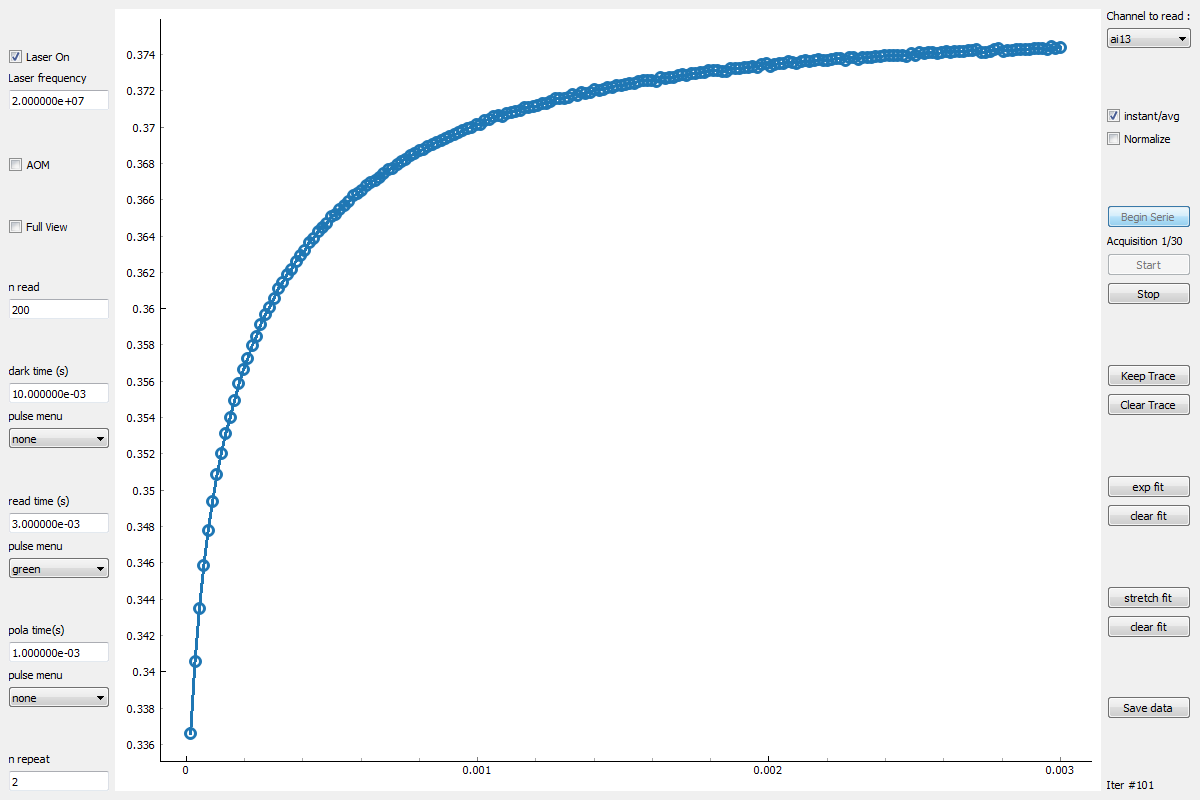 Laser On
Laser frequency
2.000000e+07
AOM
Full View
n read
200
dark time (s)
10.000000e-03
pulse menu
none
read time (s)
3.000000e-03
pulse menu
green
pola time(s)
1.000000e-03
pulse menu
none
n repeat
2
0.374
0.372
0.37
0.368
0.366
0.364
0.362
0.36
0.358
0.356
0.354
0.352
0.35
0.348
0.346
0.344
0.342
0.34
0.338
0.336
0 0.001 0.002 0.003
Channel to read :
ai13
instant/avg
Normalize
Begin Serie
Acquisition 1/30
Start
Stop
Keep Trace
Clear Trace
exp fit
clear fit
stretch fit
clear fit
Save data
Iter #101